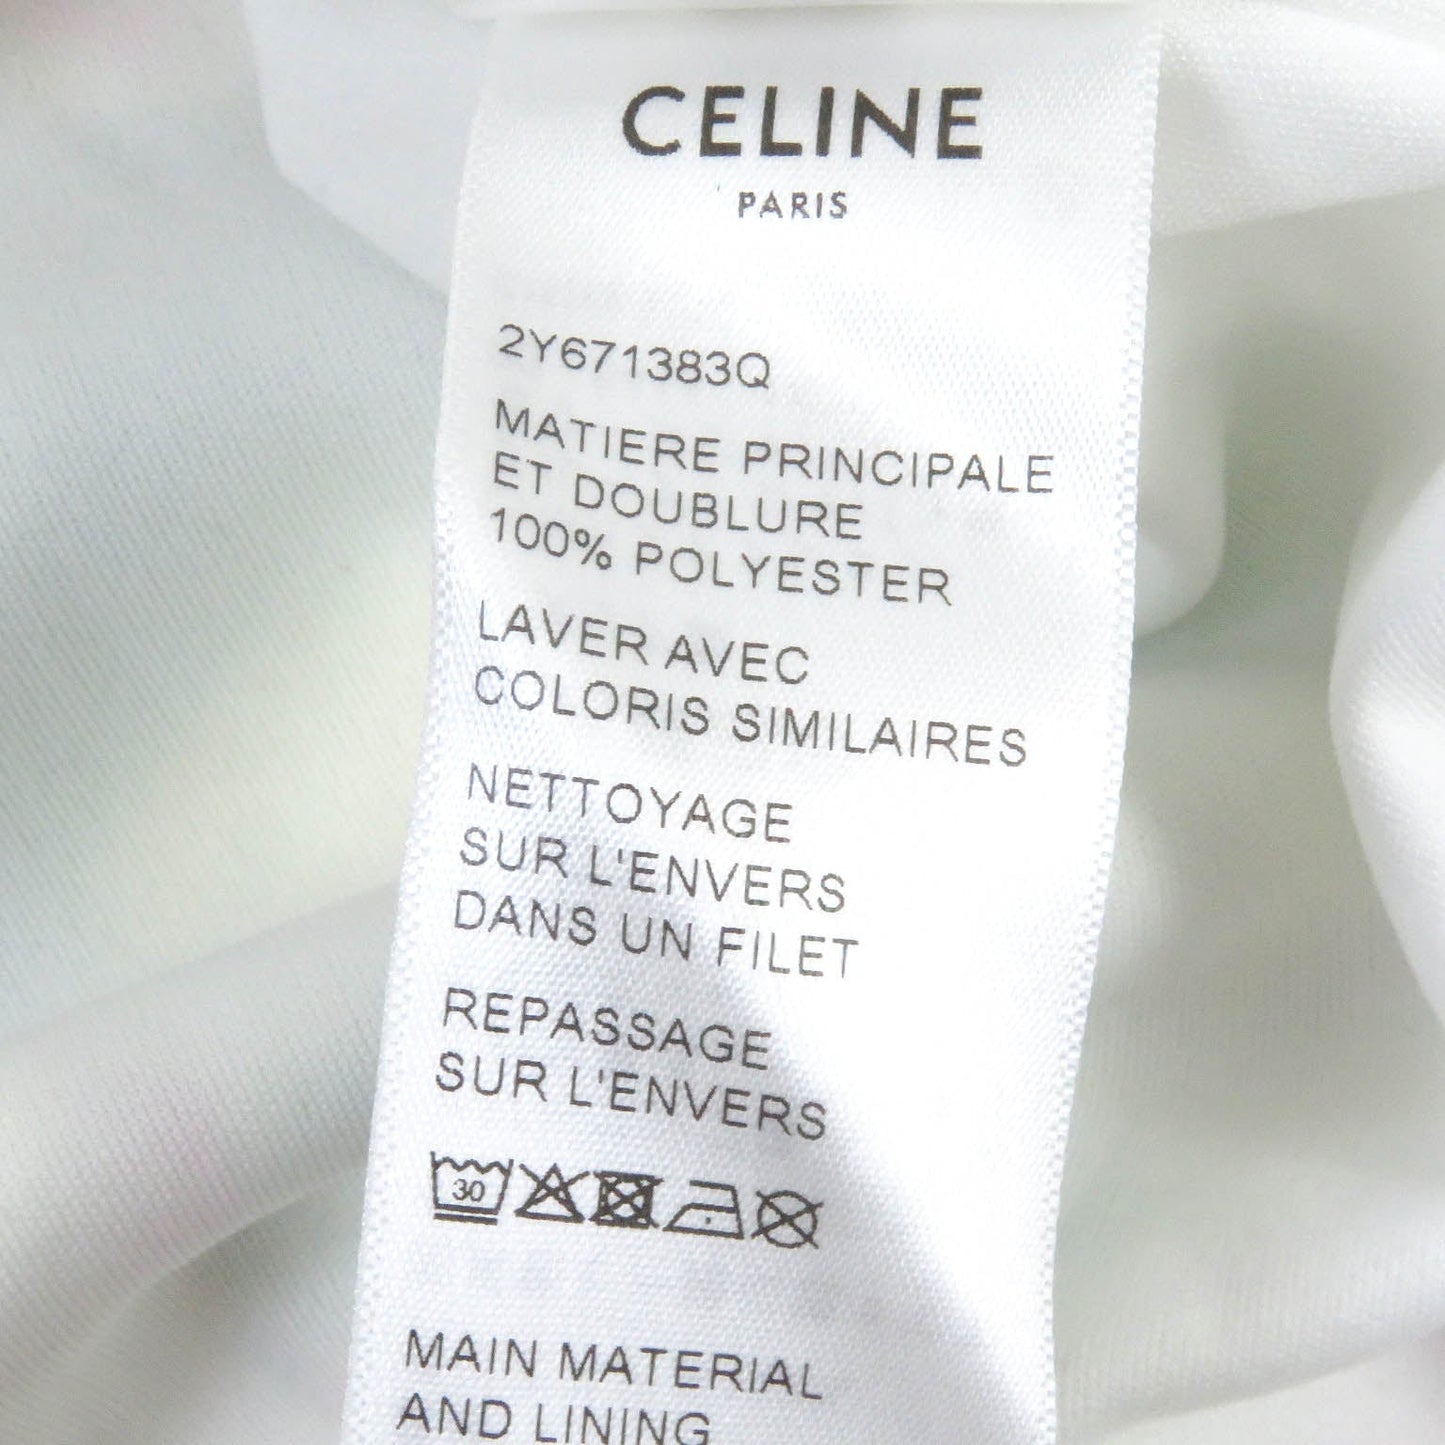 CELINE
PARIS
2Y671383Q
MATIERE PRINCIPALE
ET DOUBLURE
100% POLYESTER
LAVER AVEC
COLORIS SIMILAIRES
NETTOYAGE
SUR L'ENVERS
DANS UN FILET
REPASSAGE
SUR L'ENVERS
30
MAIN MATERIAL
AND LINING